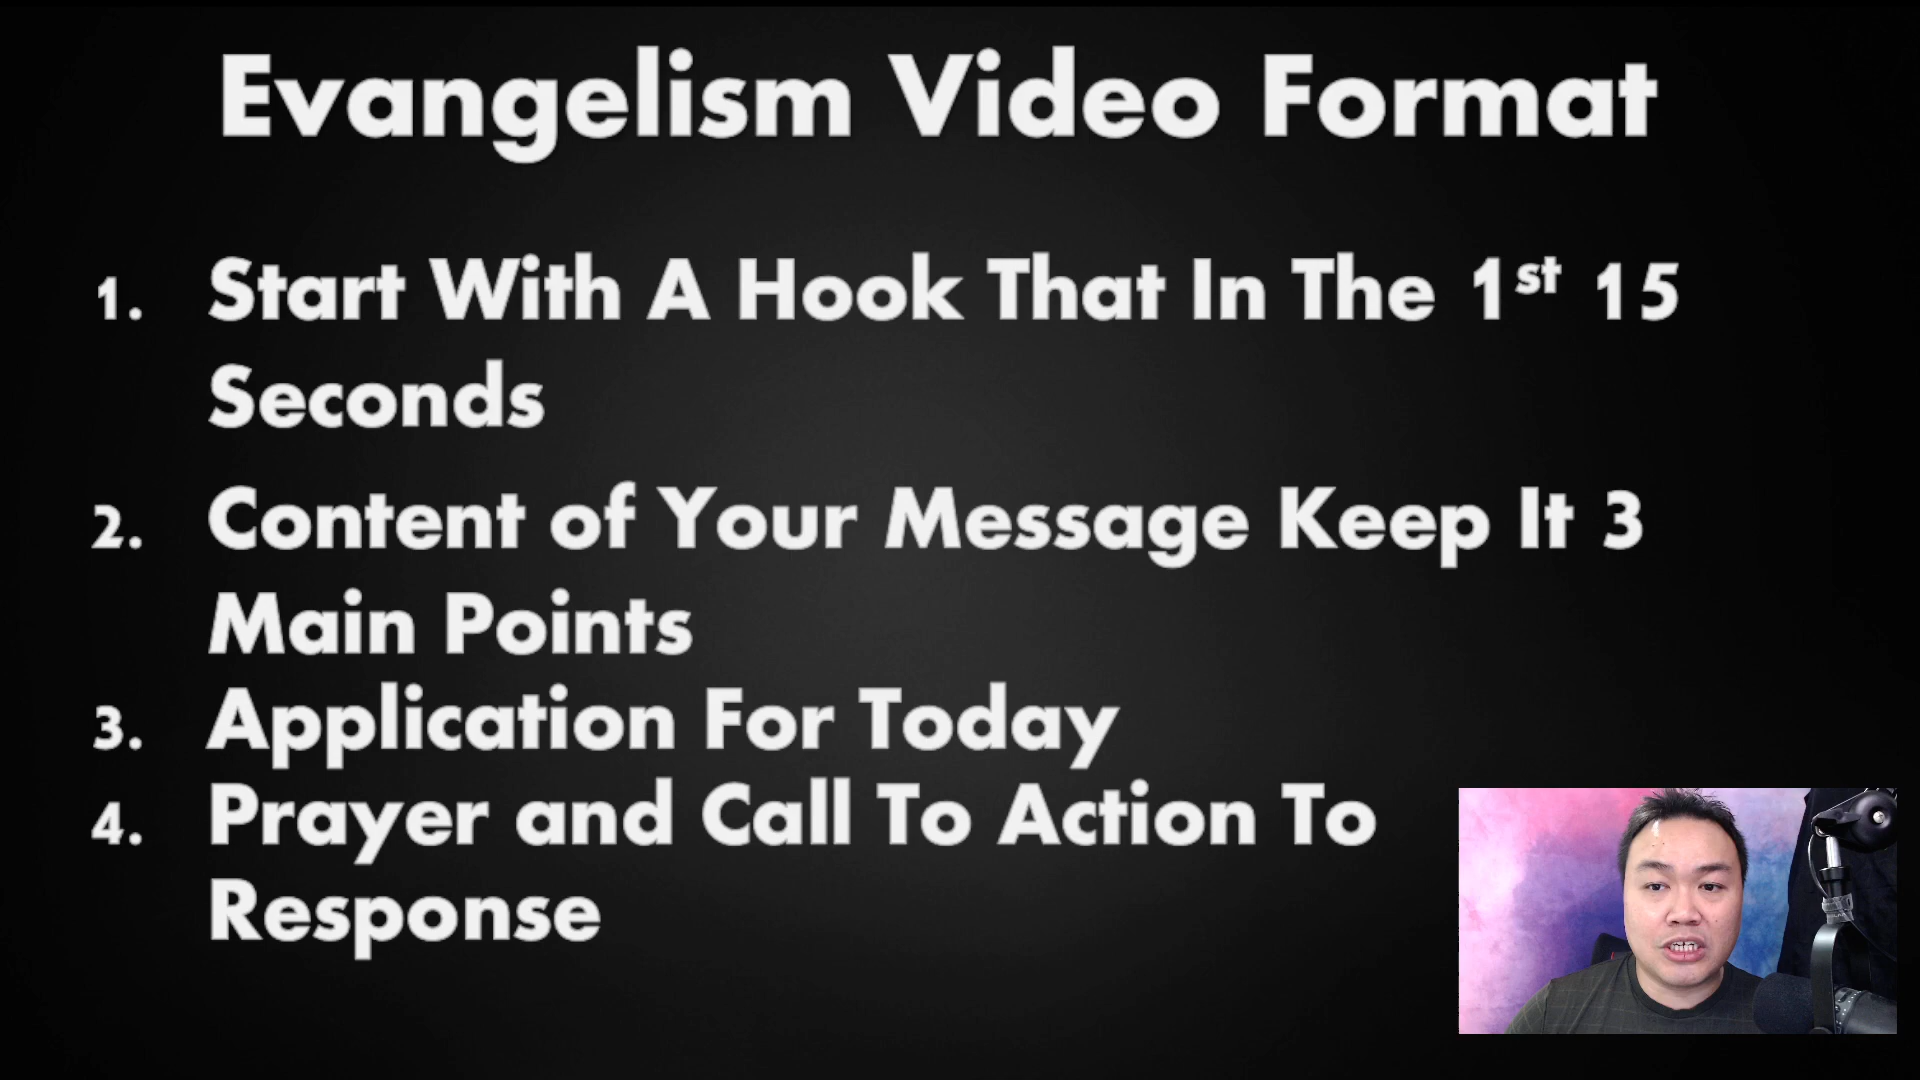 Evangelism Video Format
1. Start With A Hook That In The 1st 15
Seconds
2. Content of Your Message Keep It 3
Main Points
3. Application For Today
4. Prayer and Call To Action To
Response